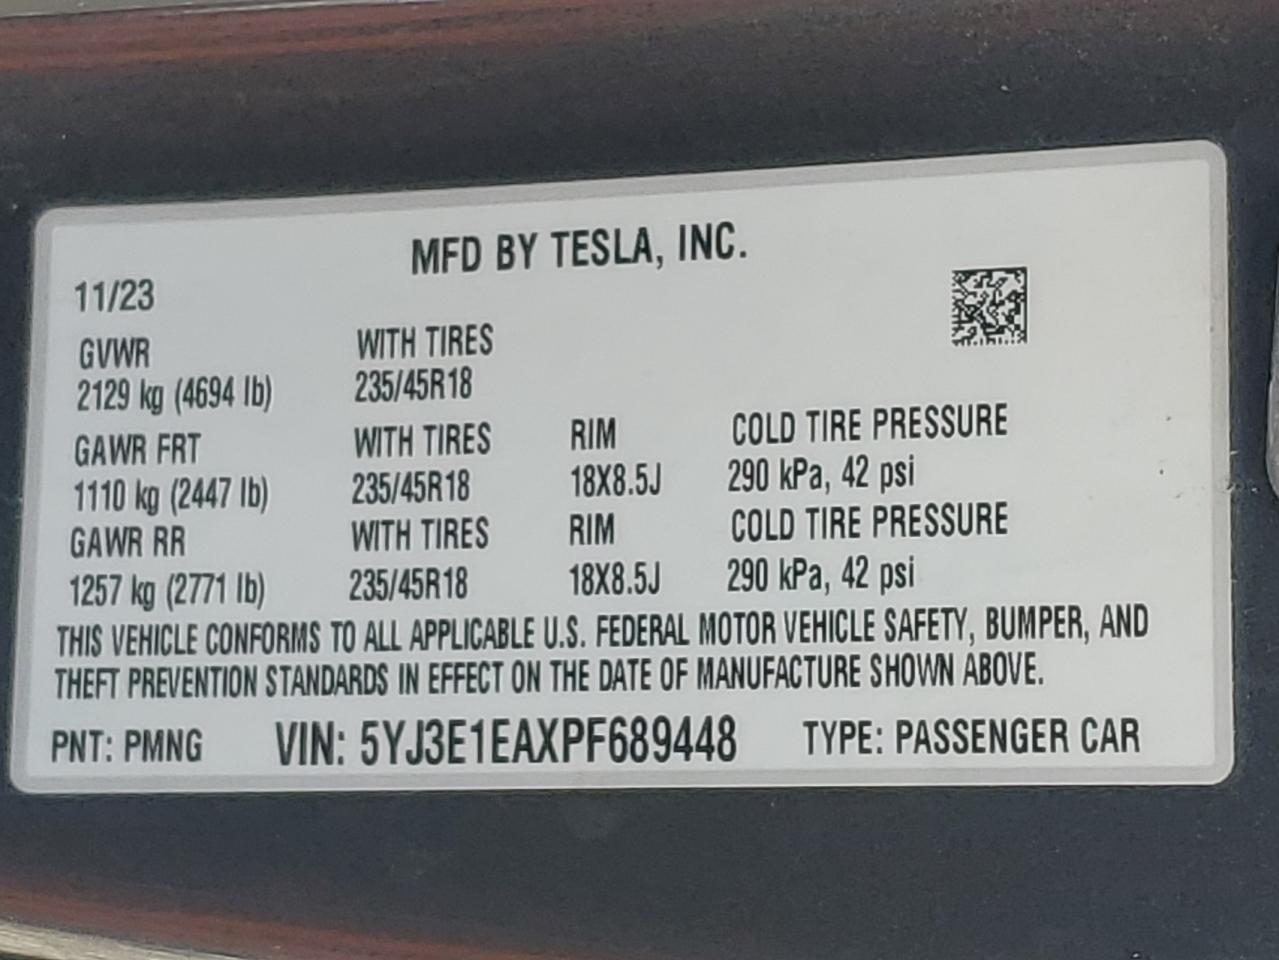 MFD BY TESLA, INC.
11/23
GVWR WITH TIRES
2129 kg (4694 lb) 235/45R18
GAWR FRT WITH TIRES RIM COLD TIRE PRESSURE
1110 kg (2447 lb) 235/45R18 18X8.5J 290 kPa, 42 psi
GAWR RR WITH TIRES RIM COLD TIRE PRESSURE
1257 kg (2771 lb) 235/45R18 18X8.5J 290 kPa, 42 psi
THIS VEHICLE CONFORMS TO ALL APPLICABLE U.S. FEDERAL MOTOR VEHICLE SAFETY, BUMPER, AND
THEFT PREVENTION STANDARDS IN EFFECT ON THE DATE OF MANUFACTURE SHOWN ABOVE.
PNT: PMNG VIN: 5YJ3E1EAXPF689448 TYPE: PASSENGER CAR